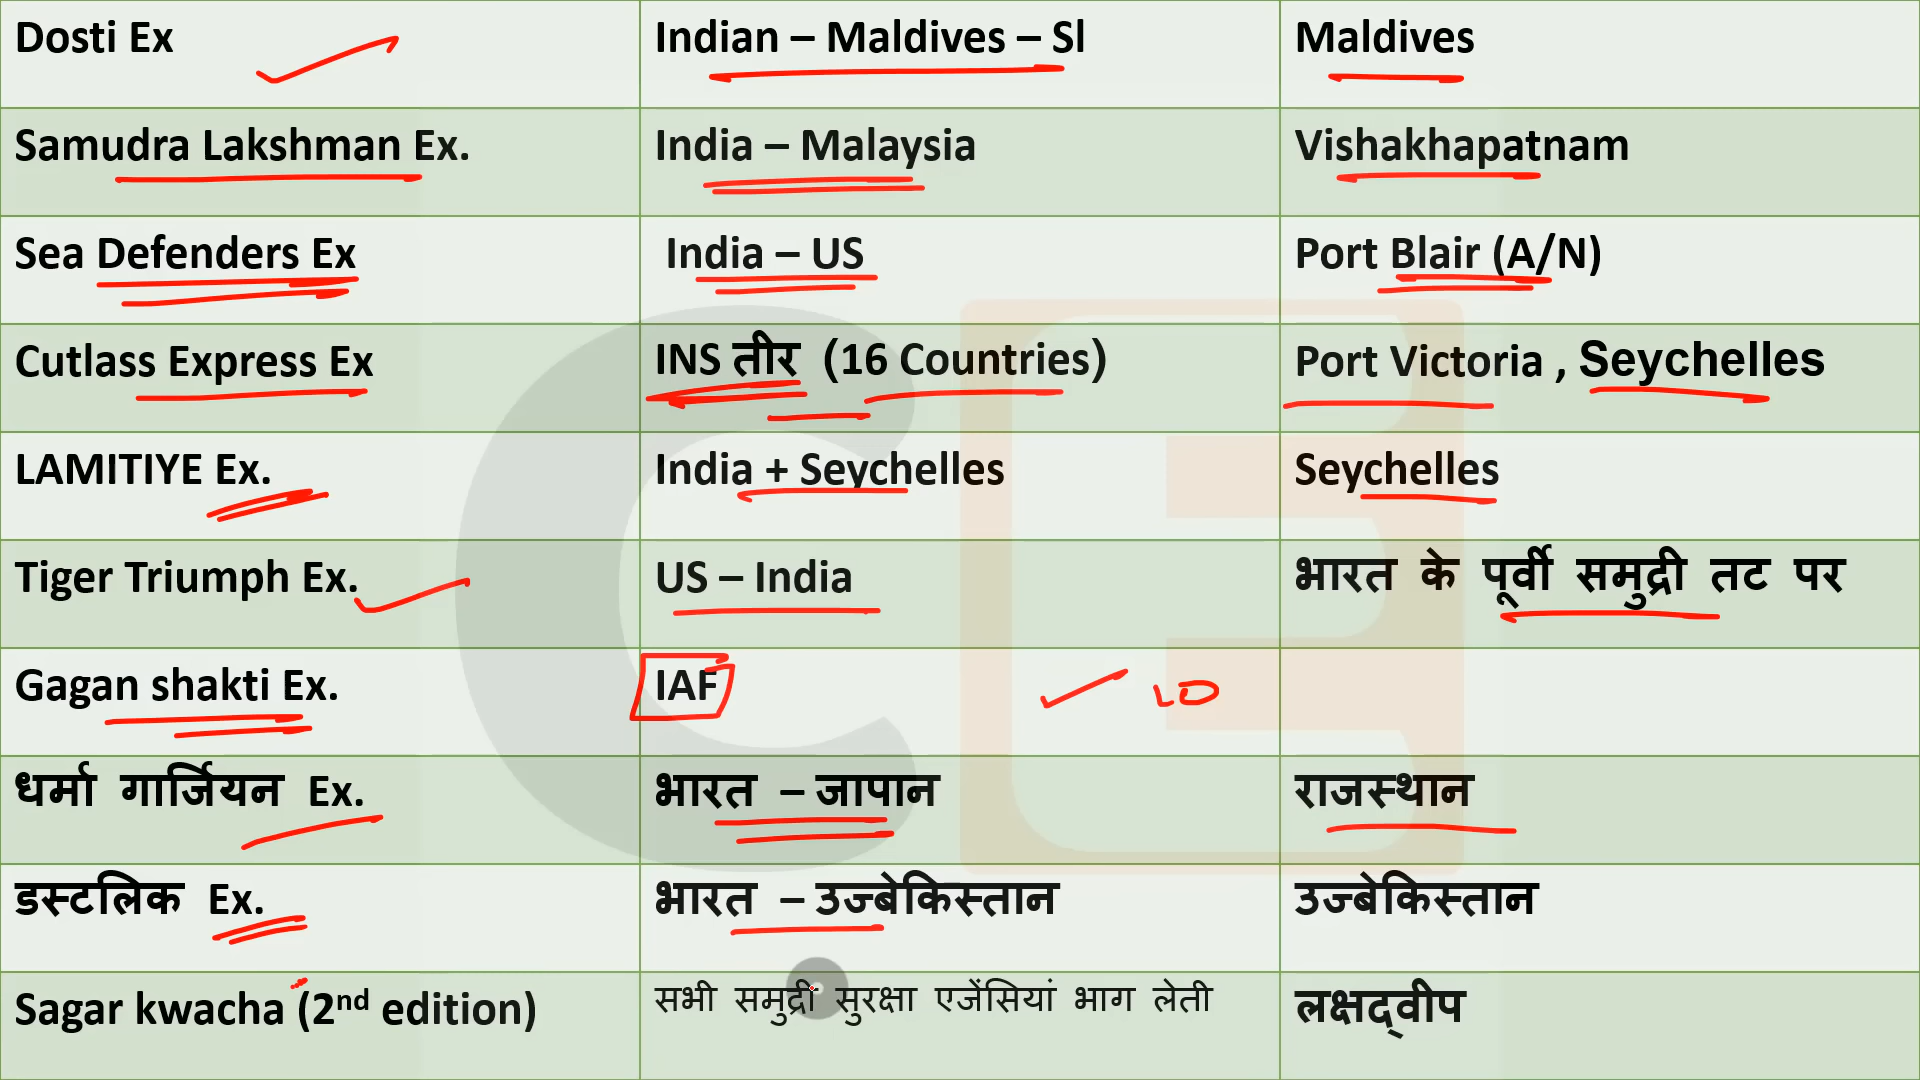 Dosti Ex
Indian – Maldives – Sl
Maldives
Samudra Lakshman Ex.
India – Malaysia
Vishakhapatnam
Sea Defenders Ex
India – US
Port Blair (A/N)
Cutlass Express Ex
INS तीर (16 Countries)
Port Victoria , Seychelles
LAMITIYE Ex.
India + Seychelles
Seychelles
Tiger Triumph Ex.
US – India
भारत के पूर्वी समुद्री तट पर
Gagan shakti Ex.
IAF
धर्मा गार्जियन Ex.
भारत – जापान
राजस्थान
डस्टलिक Ex.
भारत – उज्बेकिस्तान
उज्बेकिस्तान
Sagar kwacha (2nd edition)
सभी समुद्री सुरक्षा एजेंसियां भाग लेती
लक्षद्वीप